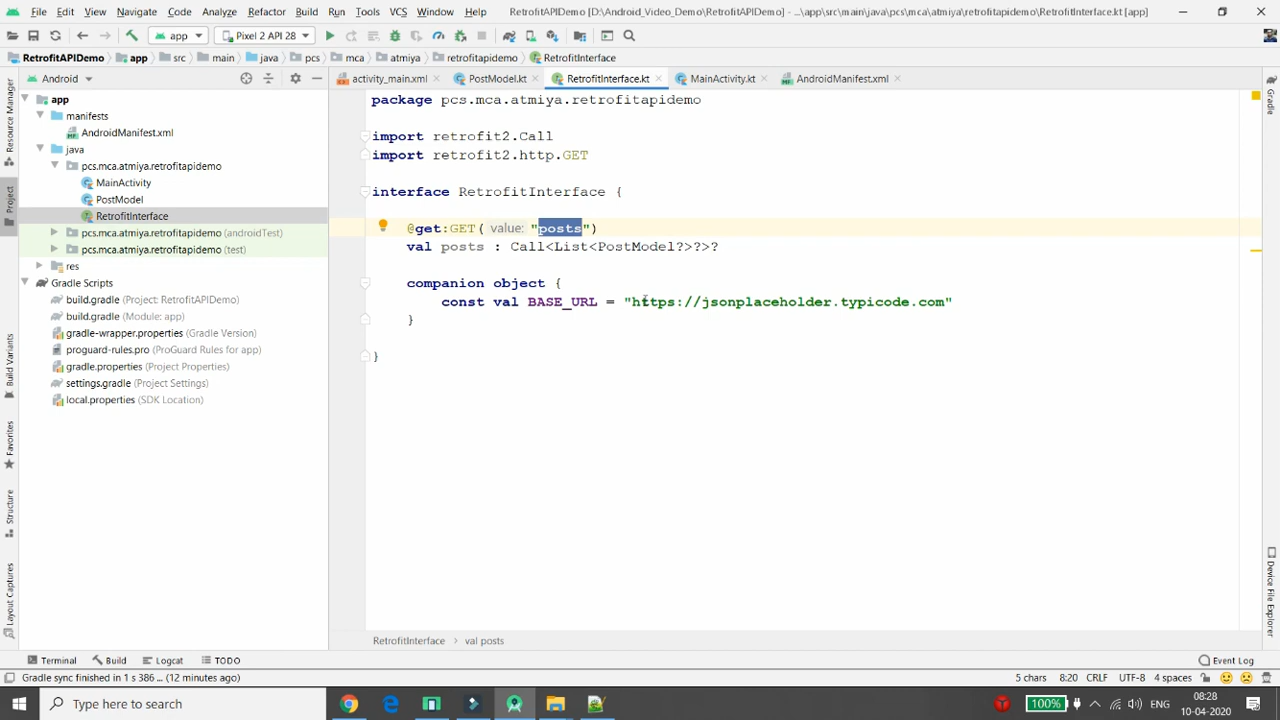 File Edit View Navigate Code Analyze Refactor Build Run Tools VCS Window Help RetrofitAPIDemo [D:\Android_Video_Demo\RetrofitAPIDemo] - ...\app\src\main\java\pcs\mca\atmiya\retrofitapidemo\RetrofitInterface.kt [app]
app Pixel 2 API 28
RetrofitAPIDemo app src main java pcs mca atmiya retrofitapidemo RetrofitInterface
Android activity_main.xml PostModel.kt RetrofitInterface.kt MainActivity.kt AndroidManifest.xml
app
manifests
AndroidManifest.xml
java
pcs.mca.atmiya.retrofitapidemo
MainActivity
PostModel
RetrofitInterface
pcs.mca.atmiya.retrofitapidemo (androidTest)
pcs.mca.atmiya.retrofitapidemo (test)
res
Gradle Scripts
build.gradle (Project: RetrofitAPIDemo)
build.gradle (Module: app)
gradle-wrapper.properties (Gradle Version)
proguard-rules.pro (ProGuard Rules for app)
gradle.properties (Project Properties)
settings.gradle (Project Settings)
local.properties (SDK Location)
package pcs.mca.atmiya.retrofitapidemo
import retrofit2.Call
import retrofit2.http.GET
interface RetrofitInterface {
@get:GET( value: "posts")
val posts : Call<List<PostModel?>?>?
companion object {
const val BASE_URL = "https://jsonplaceholder.typicode.com"
}
}
RetrofitInterface val posts
Resource Manager
Project
Build Variants
Favorites
Structure
Layout Captures
Gradle
Device File Explorer
Terminal Build Logcat TODO Event Log
Gradle sync finished in 1 s 386 ... (12 minutes ago) 5 chars 8:20 CRLF UTF-8 4 spaces
Type here to search 100% ENG 08:28
10-04-2020